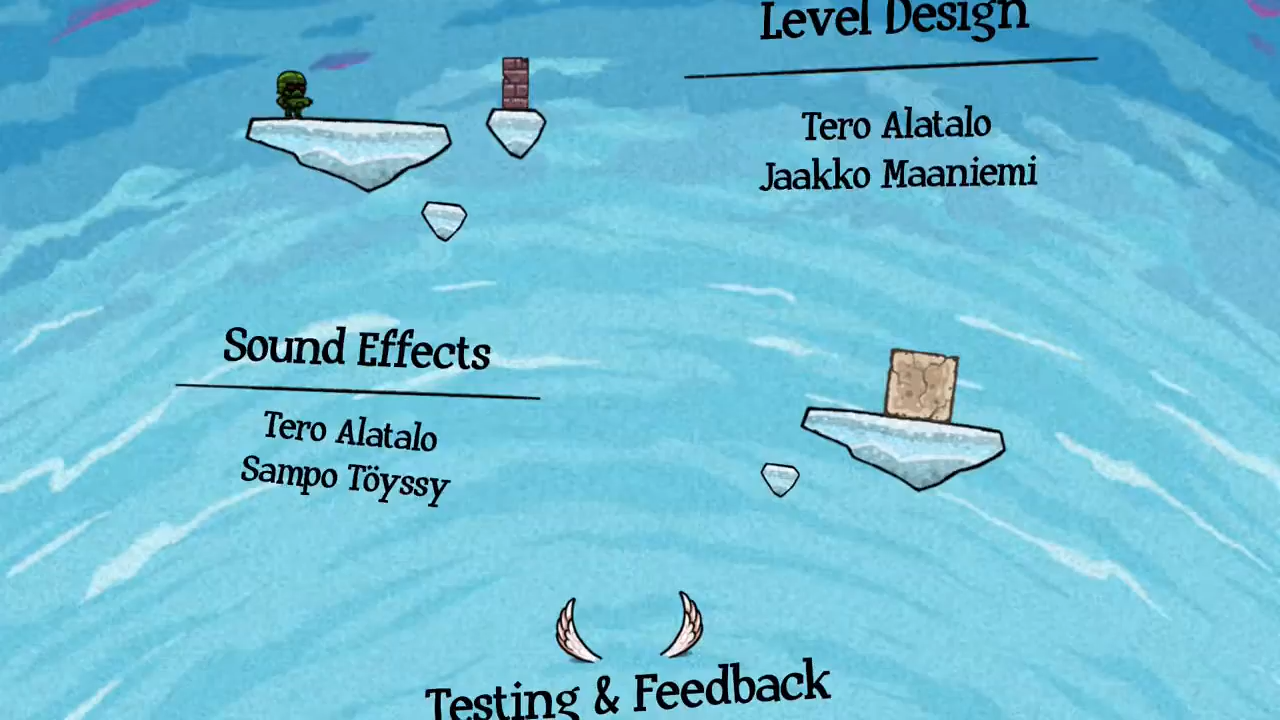 Level Design
Tero Alatalo
Jaakko Maaniemi
Sound Effects
Tero Alatalo
Sampo Töyssy
Testing & Feedback